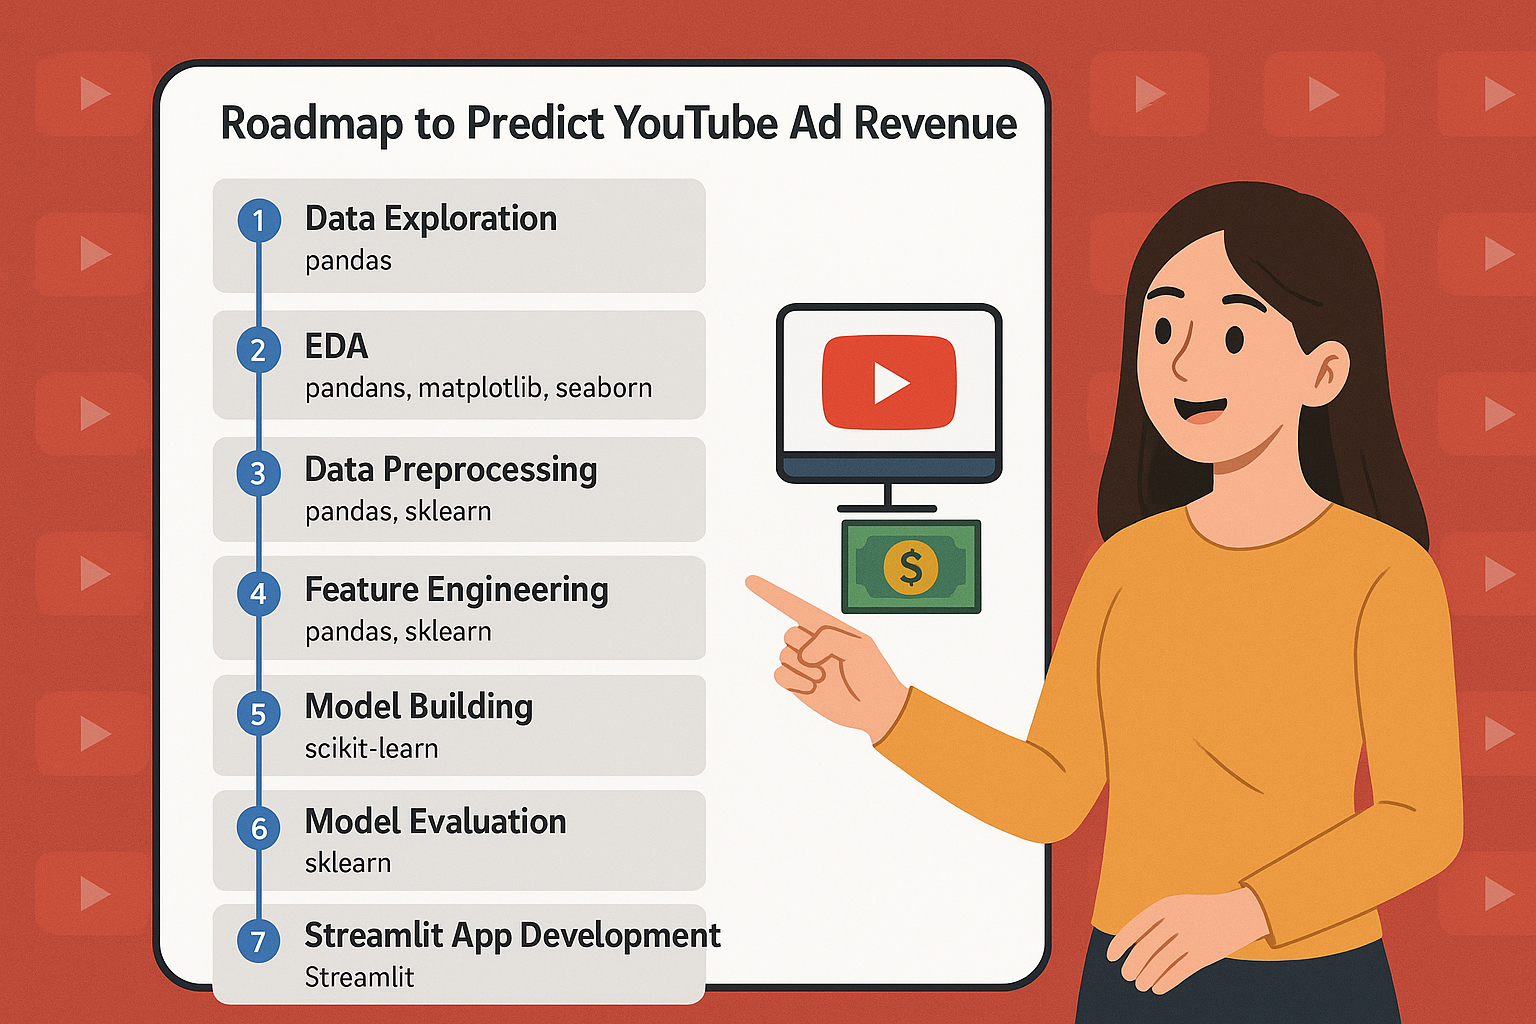 Roadmap to Predict YouTube Ad Revenue
1 Data Exploration
pandas
2 EDA
pandans, matplotlib, seaborn
3 Data Preprocessing
pandas, sklearn
4 Feature Engineering
pandas, sklearn
5 Model Building
scikit-learn
6 Model Evaluation
sklearn
7 Streamlit App Development
Streamlit
$